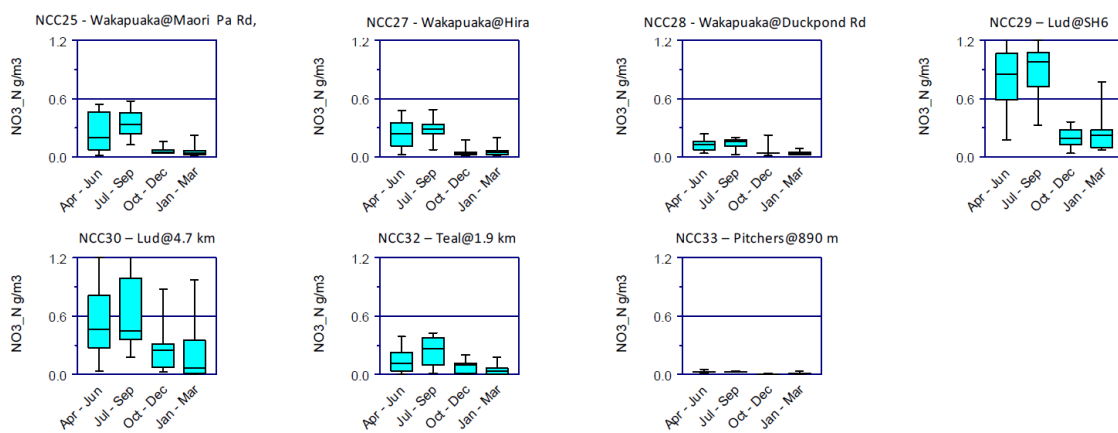 NCC25 - Wakapuaka@Maori Pa Rd,
NO3_N g/m3
1.2
0.6
0.0
Apr - Jun
Jul - Sep
Oct - Dec
Jan - Mar
NCC27 - Wakapuaka@Hira
NO3_N g/m3
1.2
0.6
0.0
Apr - Jun
Jul - Sep
Oct - Dec
Jan - Mar
NCC28 - Wakapuaka@Duckpond Rd
NO3_N g/m3
1.2
0.6
0.0
Apr - Jun
Jul - Sep
Oct - Dec
Jan - Mar
NCC29 – Lud@SH6
NO3_N g/m3
1.2
0.6
0.0
Apr - Jun
Jul - Sep
Oct - Dec
Jan - Mar
NCC30 – Lud@4.7 km
NO3_N g/m3
1.2
0.6
0.0
Apr - Jun
Jul - Sep
Oct - Dec
Jan - Mar
NCC32 – Teal@1.9 km
NO3_N g/m3
1.2
0.6
0.0
Apr - Jun
Jul - Sep
Oct - Dec
Jan - Mar
NCC33 – Pitchers@890 m
NO3_N g/m3
1.2
0.6
0.0
Apr - Jun
Jul - Sep
Oct - Dec
Jan - Mar